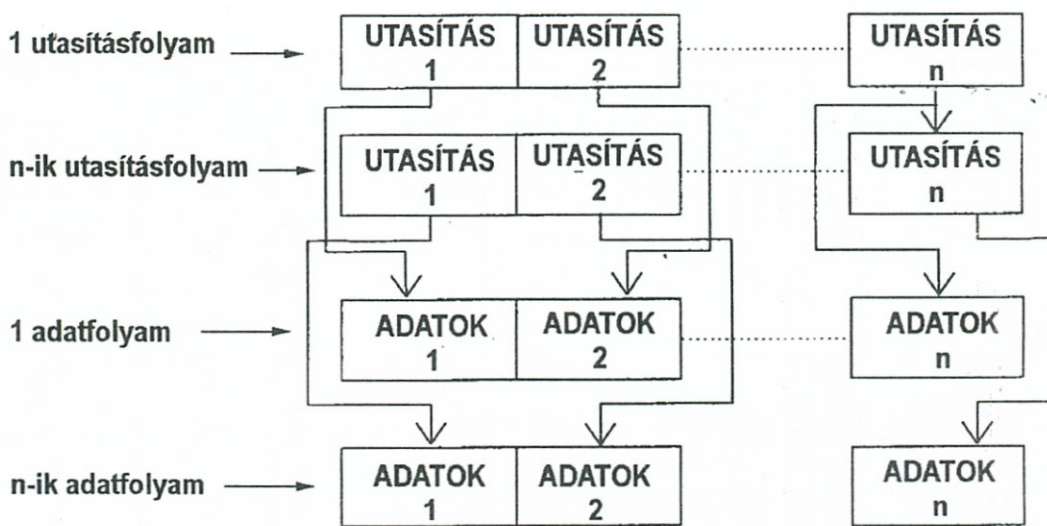 1 utasításfolyam
UTASÍTÁS 1
UTASÍTÁS 2
UTASÍTÁS n
n-ik utasításfolyam
UTASÍTÁS 1
UTASÍTÁS 2
UTASÍTÁS n
1 adatfolyam
ADATOK 1
ADATOK 2
ADATOK n
n-ik adatfolyam
ADATOK 1
ADATOK 2
ADATOK n